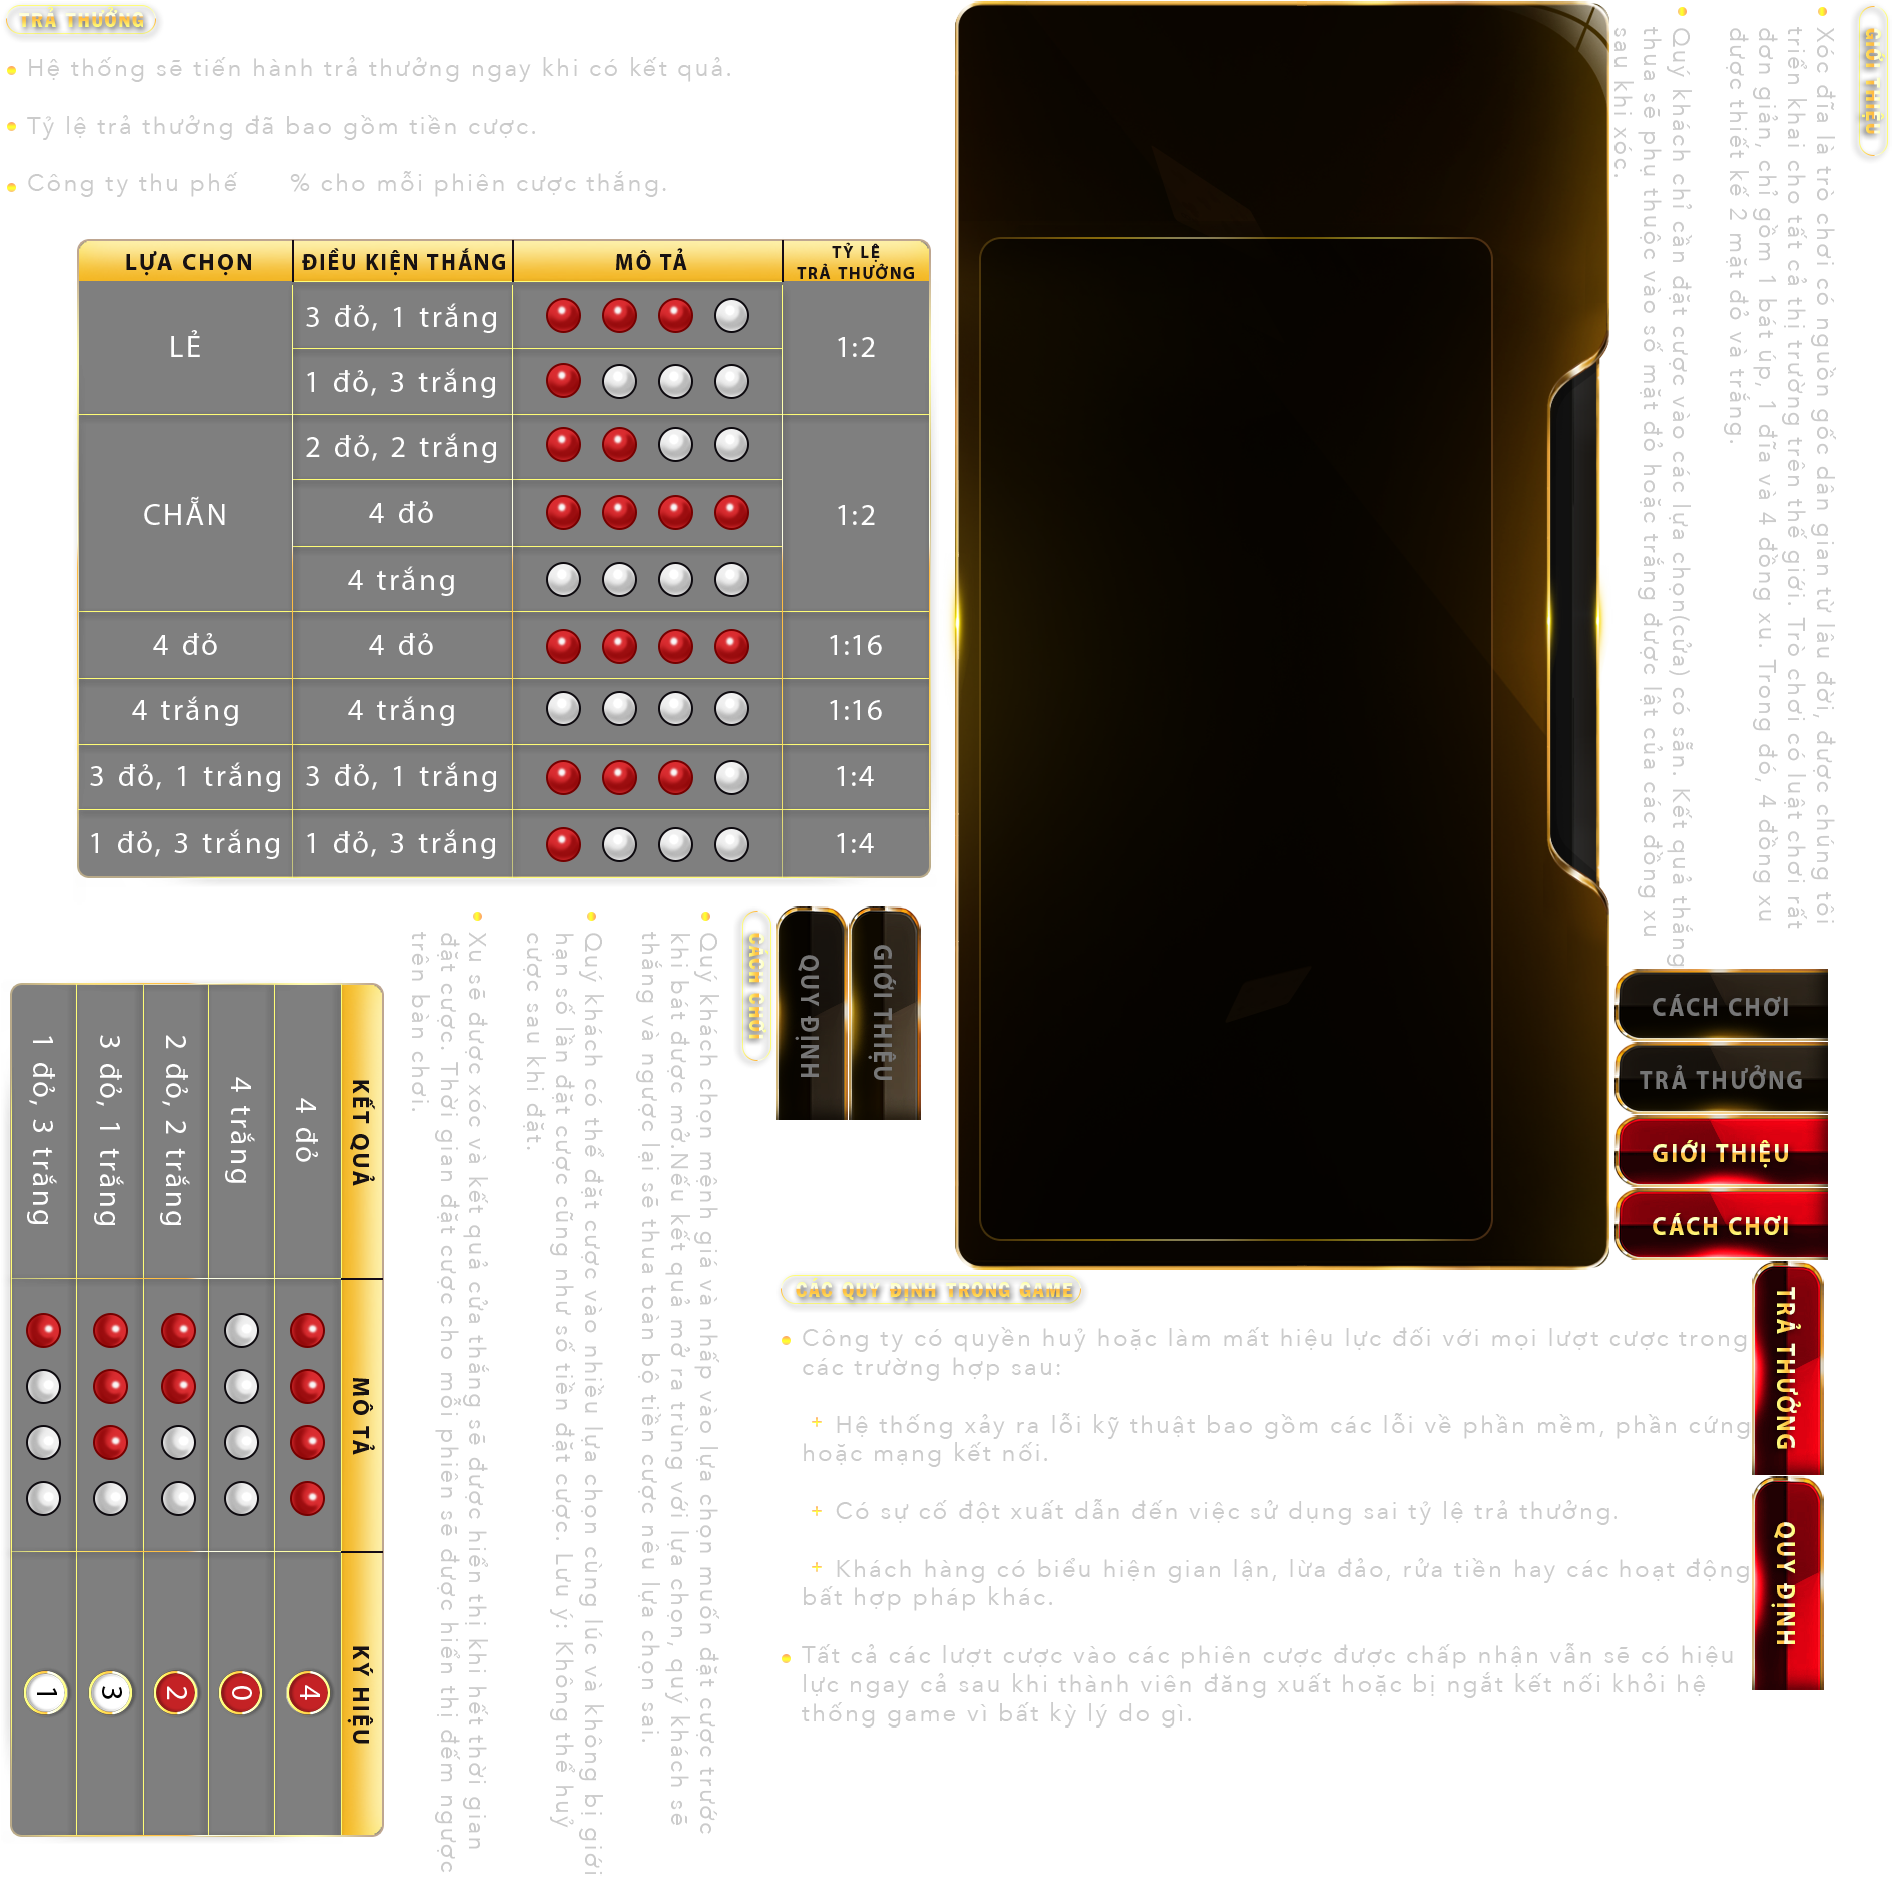 TRẢ THƯỞNG
Hệ thống sẽ tiến hành trả thưởng ngay khi có kết quả.
Tỷ lệ trả thưởng đã bao gồm tiền cược.
Công ty thu phế % cho mỗi phiên cược thắng.
LỰA CHỌN ĐIỀU KIỆN THẮNG MÔ TẢ TỶ LỆ TRẢ THƯỞNG
LẺ 3 đỏ, 1 trắng 1:2
1 đỏ, 3 trắng
CHẴN 2 đỏ, 2 trắng 1:2
4 đỏ
4 trắng
4 đỏ 4 đỏ 1:16
4 trắng 4 trắng 1:16
3 đỏ, 1 trắng 3 đỏ, 1 trắng 1:4
1 đỏ, 3 trắng 1 đỏ, 3 trắng 1:4
GIỚI THIỆU
Xóc đĩa là trò chơi có nguồn gốc dân gian từ lâu đời, được chúng tôi
triển khai cho tất cả thị trường trên thế giới. Trò chơi có luật chơi rất
đơn giản, chỉ gồm 1 bát úp, 1 đĩa và 4 đồng xu. Trong đó, 4 đồng xu
được thiết kế 2 mặt đỏ và trắng.
Quý khách chỉ cần đặt cược vào các lựa chọn(cửa) có sẵn. Kết quả thắng
thua sẽ phụ thuộc vào số mặt đỏ hoặc trắng được lật của các đồng xu
sau khi xóc.
GIỚI THIỆU
QUY ĐỊNH
CÁCH CHƠI
Quý khách chọn mệnh giá và nhấp vào lựa chọn muốn đặt cược trước
khi bát được mở.Nếu kết quả mở ra trùng với lựa chọn, quý khách sẽ
thắng và ngược lại sẽ thua toàn bộ tiền cược nếu lựa chọn sai.
Quý khách có thể đặt cược vào nhiều lựa chọn cùng lúc và không bị giới
hạn số lần đặt cược cũng như số tiền đặt cược. Lưu ý: Không thể huỷ
cược sau khi đặt.
Xu sẽ được xóc và kết quả cửa thắng sẽ được hiển thị khi hết thời gian
đặt cược. Thời gian đặt cược cho mỗi phiên sẽ được hiển thị đếm ngược
trên bàn chơi.
KẾT QUẢ MÔ TẢ KÝ HIỆU
4 đỏ 4
4 trắng 0
2 đỏ, 2 trắng 2
3 đỏ, 1 trắng 3
1 đỏ, 3 trắng 1
CÁCH CHƠI
TRẢ THƯỞNG
GIỚI THIỆU
CÁCH CHƠI
TRẢ THƯỞNG
QUY ĐỊNH
CÁC QUY ĐỊNH TRONG GAME
Công ty có quyền huỷ hoặc làm mất hiệu lực đối với mọi lượt cược trong
các trường hợp sau:
+ Hệ thống xảy ra lỗi kỹ thuật bao gồm các lỗi về phần mềm, phần cứng
hoặc mạng kết nối.
+ Có sự cố đột xuất dẫn đến việc sử dụng sai tỷ lệ trả thưởng.
+ Khách hàng có biểu hiện gian lận, lừa đảo, rửa tiền hay các hoạt động
bất hợp pháp khác.
Tất cả các lượt cược vào các phiên cược được chấp nhận vẫn sẽ có hiệu
lực ngay cả sau khi thành viên đăng xuất hoặc bị ngắt kết nối khỏi hệ
thống game vì bất kỳ lý do gì.